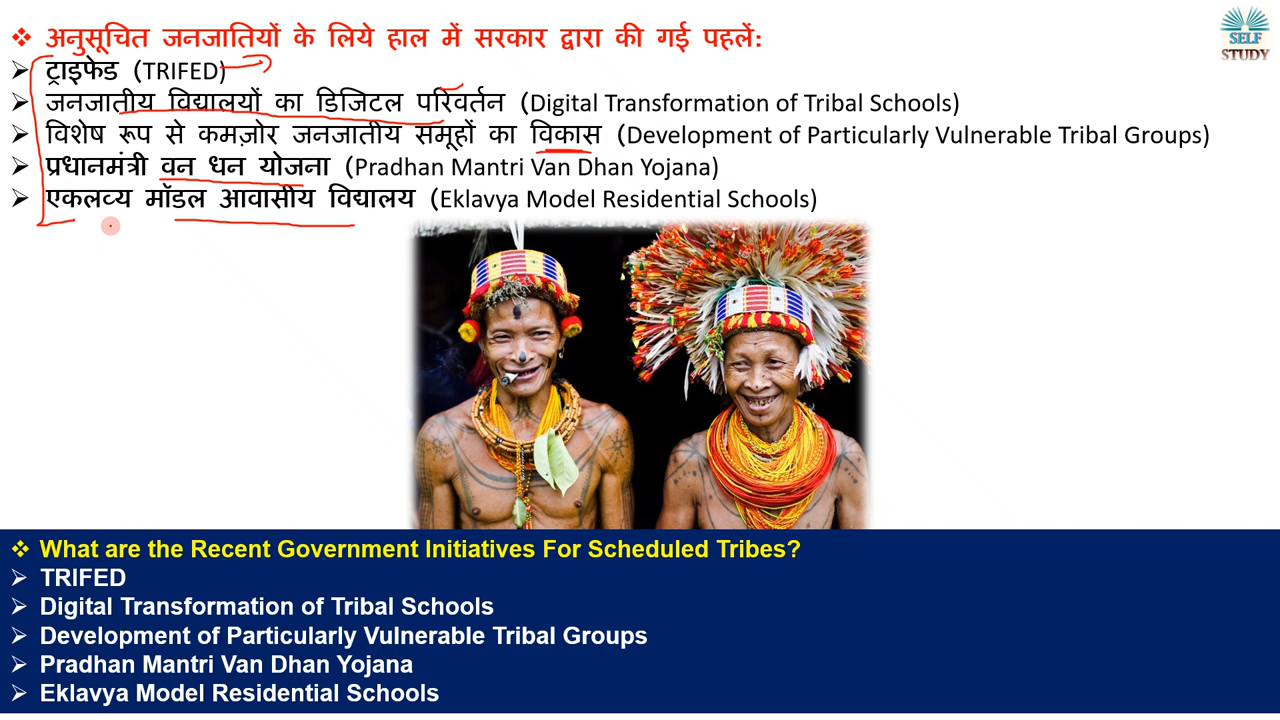 ❖ अनुसूचित जनजातियों के लिये हाल में सरकार द्वारा की गई पहलें:
➢ ट्राइफेड (TRIFED)
➢ जनजातीय विद्यालयों का डिजिटल परिवर्तन (Digital Transformation of Tribal Schools)
➢ विशेष रूप से कमज़ोर जनजातीय समूहों का विकास (Development of Particularly Vulnerable Tribal Groups)
➢ प्रधानमंत्री वन धन योजना (Pradhan Mantri Van Dhan Yojana)
➢ एकलव्य मॉडल आवासीय विद्यालय (Eklavya Model Residential Schools)
SELF
STUDY
❖ What are the Recent Government Initiatives For Scheduled Tribes?
➢ TRIFED
➢ Digital Transformation of Tribal Schools
➢ Development of Particularly Vulnerable Tribal Groups
➢ Pradhan Mantri Van Dhan Yojana
➢ Eklavya Model Residential Schools